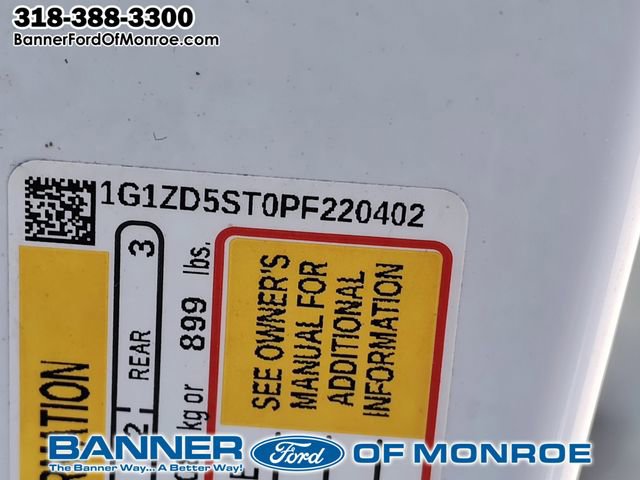 318-388-3300
BannerFordOfMonroe.com
1G1ZD5ST0PF220402
REAR 3
2
kg or 899 lbs.
SEE OWNER'S
MANUAL FOR
ADDITIONAL
INFORMATION
BANNER Ford OF MONROE
The Banner Way... A Better Way!